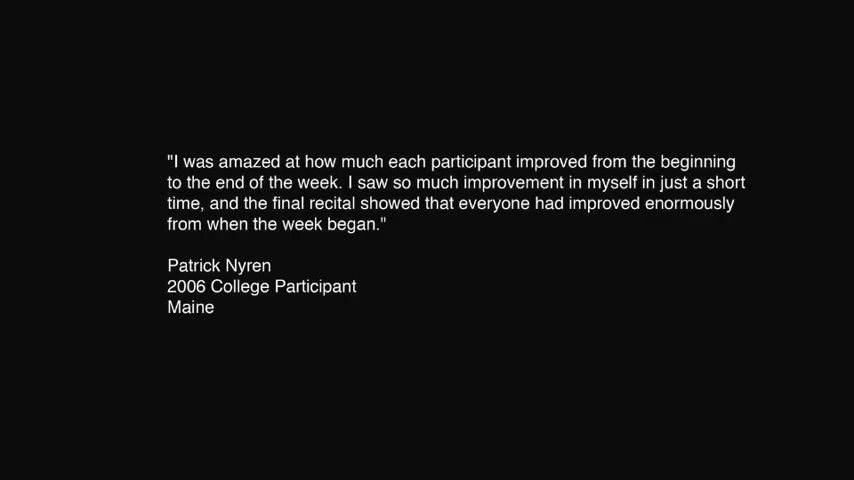 "I was amazed at how much each participant improved from the beginning
to the end of the week. I saw so much improvement in myself in just a short
time, and the final recital showed that everyone had improved enormously
from when the week began."
Patrick Nyren
2006 College Participant
Maine